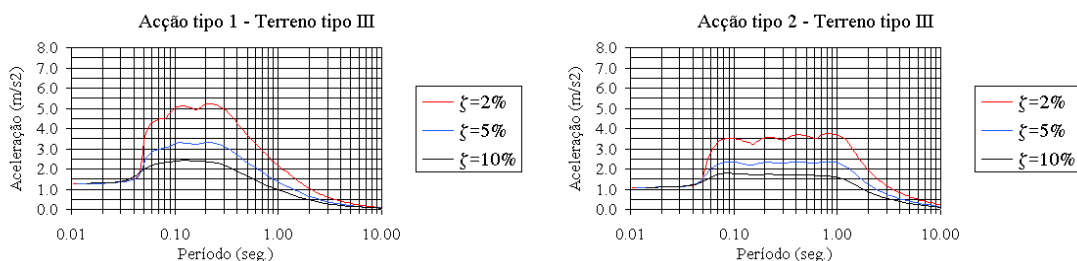 Acção tipo 1 - Terreno tipo III
Aceleração (m/s2)
8.0
7.0
6.0
5.0
4.0
3.0
2.0
1.0
0.0
0.01
0.10
1.00
10.00
Período (seg.)
ζ=2%
ζ=5%
ζ=10%
Acção tipo 2 - Terreno tipo III
Aceleração (m/s2)
8.0
7.0
6.0
5.0
4.0
3.0
2.0
1.0
0.0
0.01
0.10
1.00
10.00
Período (seg.)
ζ=2%
ζ=5%
ζ=10%